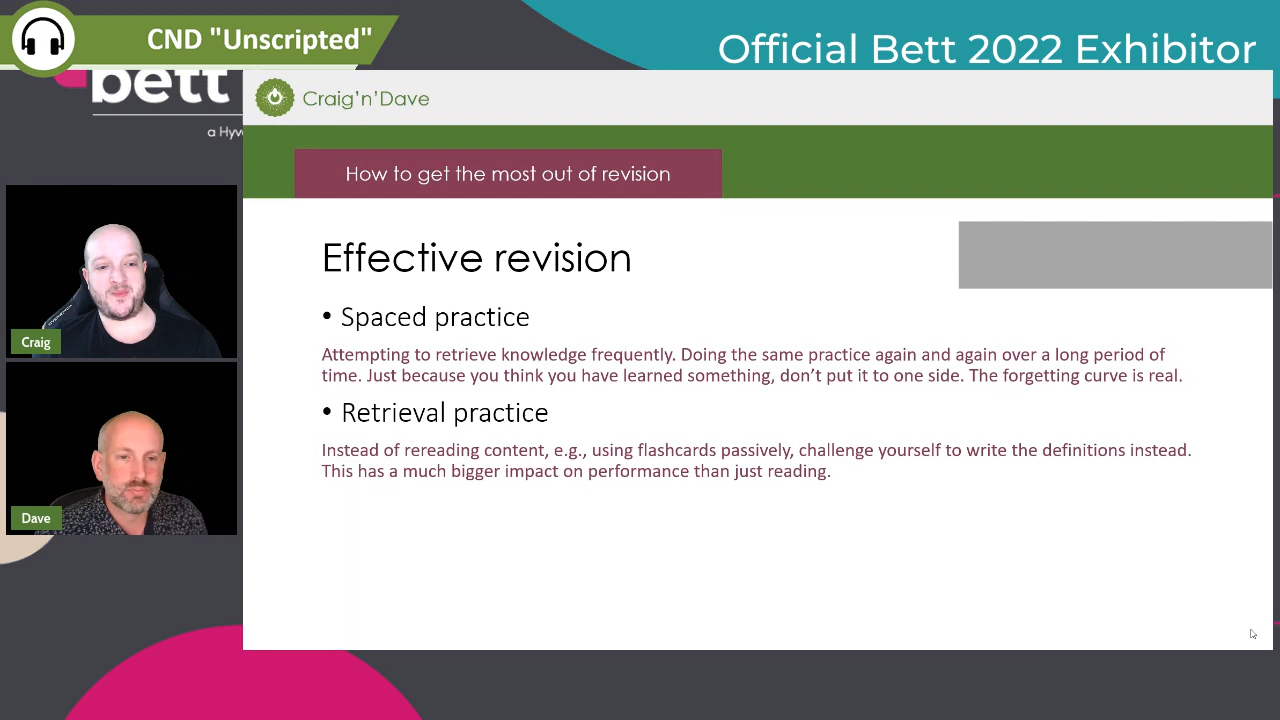 CND "Unscripted"
Official Bett 2022 Exhibitor
bett
a Hyv
Craig'n'Dave
How to get the most out of revision
Effective revision
• Spaced practice
Attempting to retrieve knowledge frequently. Doing the same practice again and again over a long period of
time. Just because you think you have learned something, don't put it to one side. The forgetting curve is real.
• Retrieval practice
Instead of rereading content, e.g., using flashcards passively, challenge yourself to write the definitions instead.
This has a much bigger impact on performance than just reading.
Craig
Dave